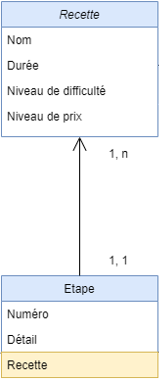 Recette
Nom
Durée
Niveau de difficulté
Niveau de prix
1, n
1, 1
Etape
Numéro
Détail
Recette